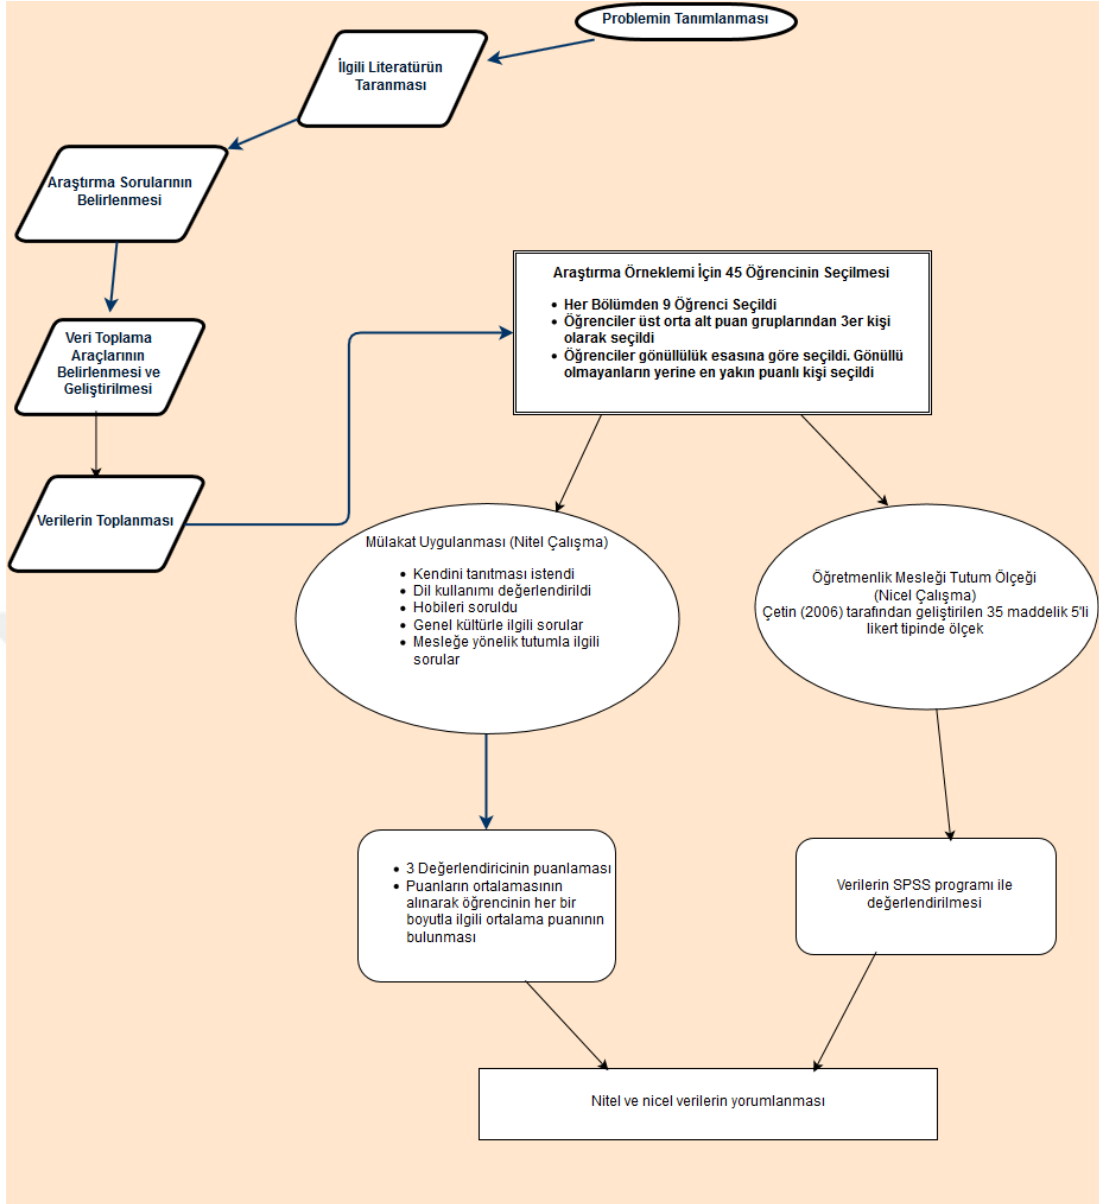 Problemin Tanımlanması
İlgili Literatürün
Taranması
Araştırma Sorularının
Belirlenmesi
Veri Toplama
Araçlarının
Belirlenmesi ve
Geliştirilmesi
Verilerin Toplanması
Araştırma Örneklemi İçin 45 Öğrencinin Seçilmesi
• Her Bölümden 9 Öğrenci Seçildi
• Öğrenciler üst orta alt puan gruplarından 3er kişi
olarak seçildi
• Öğrenciler gönüllülük esasına göre seçildi. Gönüllü
olmayanların yerine en yakın puanlı kişi seçildi
Mülakat Uygulanması (Nitel Çalışma)
• Kendini tanıtması istendi
• Dil kullanımı değerlendirildi
• Hobileri soruldu
• Genel kültürle ilgili sorular
• Mesleğe yönelik tutumla ilgili
sorular
Öğretmenlik Mesleği Tutum Ölçeği
(Nicel Çalışma)
Çetin (2006) tarafından geliştirilen 35 maddelik 5'li
likert tipinde ölçek
• 3 Değerlendiricinin puanlaması
• Puanların ortalamasının
alınarak öğrencinin her bir
boyutla ilgili ortalama puanının
bulunması
Verilerin SPSS programı ile
değerlendirilmesi
Nitel ve nicel verilerin yorumlanması